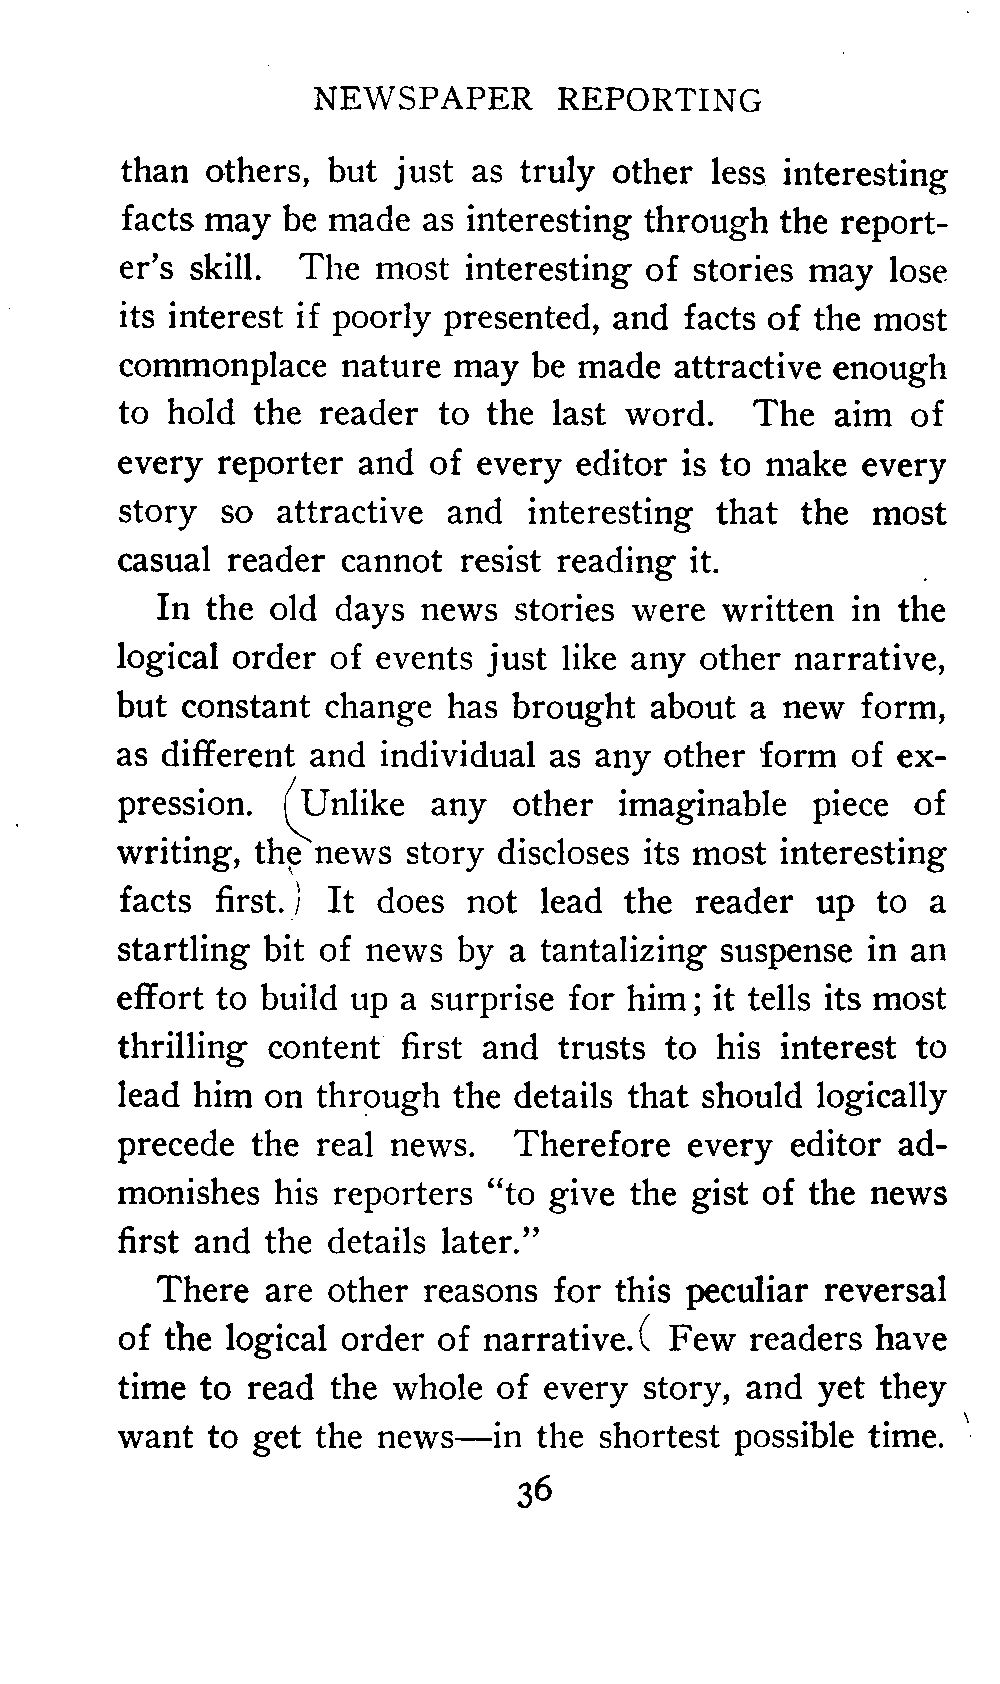 NEWSPAPER REPORTING
than others, but just as truly other less interesting
facts may be made as interesting through the report-
er's skill. The most interesting of stories may lose
its interest if poorly presented, and facts of the most
commonplace nature may be made attractive enough
to hold the reader to the last word. The aim of
every reporter and of every editor is to make every
story so attractive and interesting that the most
casual reader cannot resist reading it.
In the old days news stories were written in the
logical order of events just like any other narrative,
but constant change has brought about a new form,
as different and individual as any other form of ex-
pression. (Unlike any other imaginable piece of
writing, the news story discloses its most interesting
facts first.) It does not lead the reader up to a
startling bit of news by a tantalizing suspense in an
effort to build up a surprise for him; it tells its most
thrilling content first and trusts to his interest to
lead him on through the details that should logically
precede the real news. Therefore every editor ad-
monishes his reporters "to give the gist of the news
first and the details later."
There are other reasons for this peculiar reversal
of the logical order of narrative.( Few readers have
time to read the whole of every story, and yet they
want to get the news—in the shortest possible time.
36